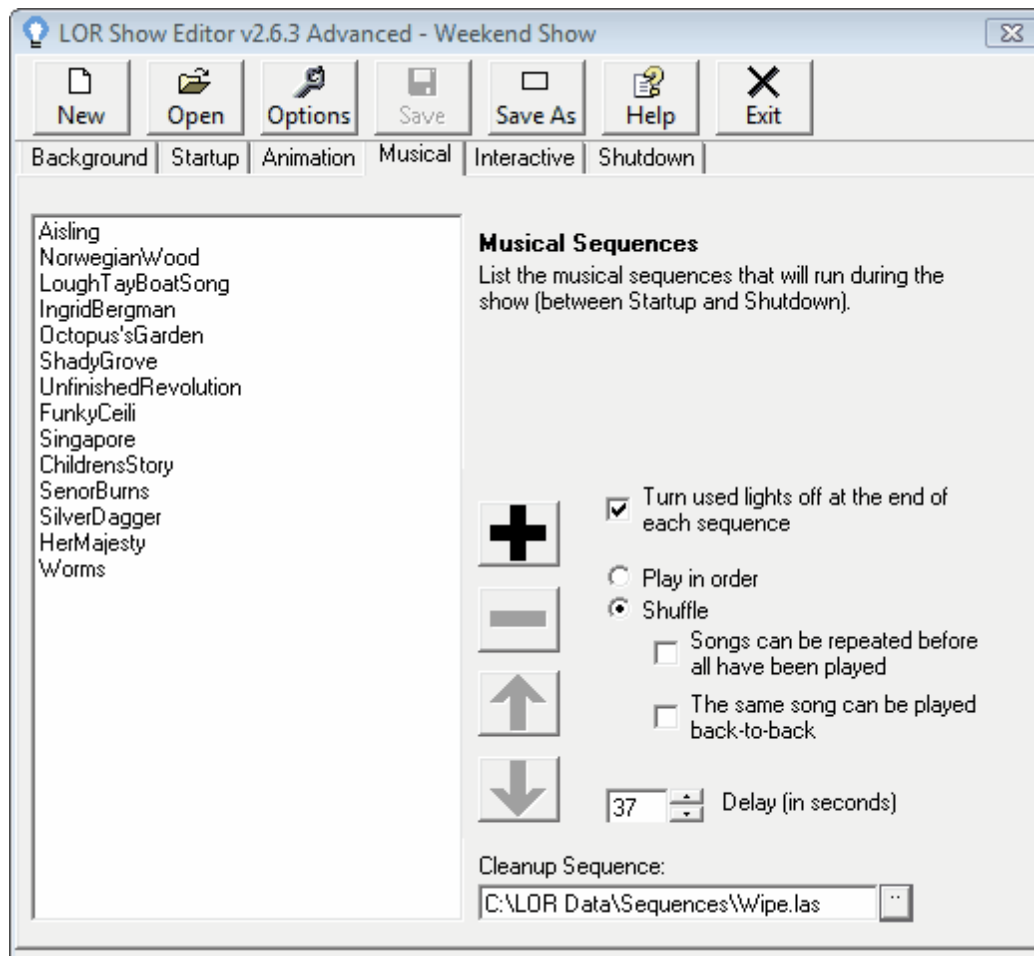 LOR Show Editor v2.6.3 Advanced - Weekend Show
New Open Options Save Save As Help Exit
Background Startup Animation Musical Interactive Shutdown
Aisling
NorwegianWood
LoughTayBoatSong
IngridBergman
Octopus'sGarden
ShadyGrove
UnfinishedRevolution
FunkyCeili
Singapore
ChildrensStory
SenorBurns
SilverDagger
HerMajesty
Worms
Musical Sequences
List the musical sequences that will run during the
show (between Startup and Shutdown).
Turn used lights off at the end of
each sequence
Play in order
Shuffle
Songs can be repeated before
all have been played
The same song can be played
back-to-back
37 Delay (in seconds)
Cleanup Sequence:
C:\LOR Data\Sequences\Wipe.las ..